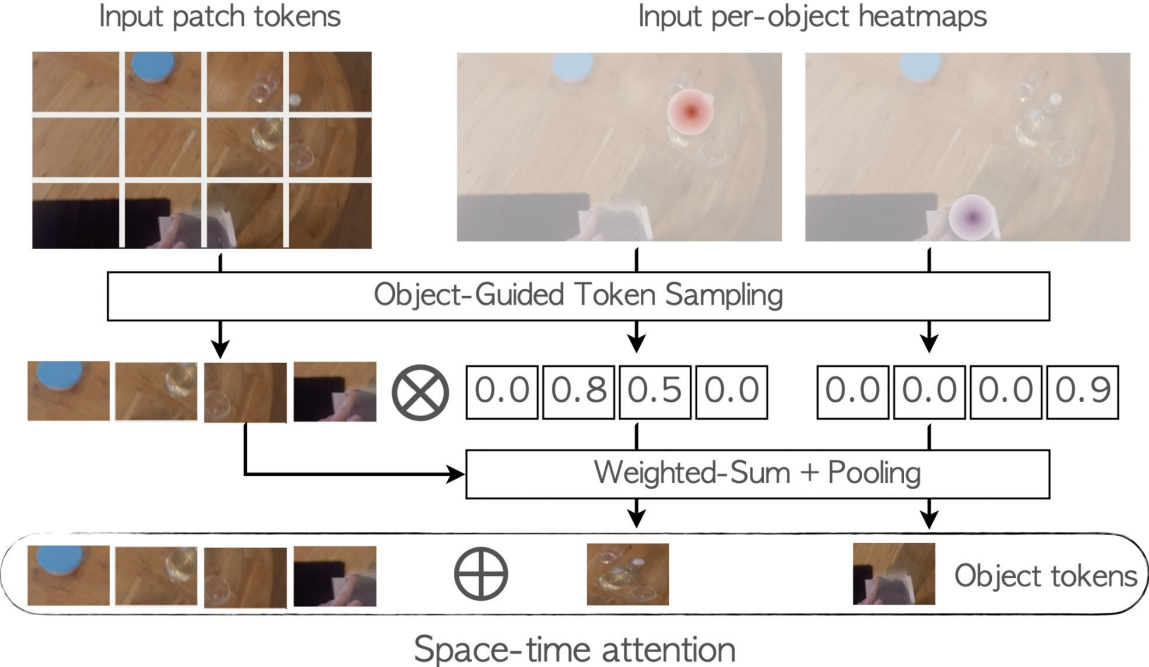 Input patch tokens
Input per-object heatmaps
Object-Guided Token Sampling
0.0 0.8 0.5 0.0
0.0 0.0 0.0 0.9
Weighted-Sum + Pooling
Object tokens
Space-time attention